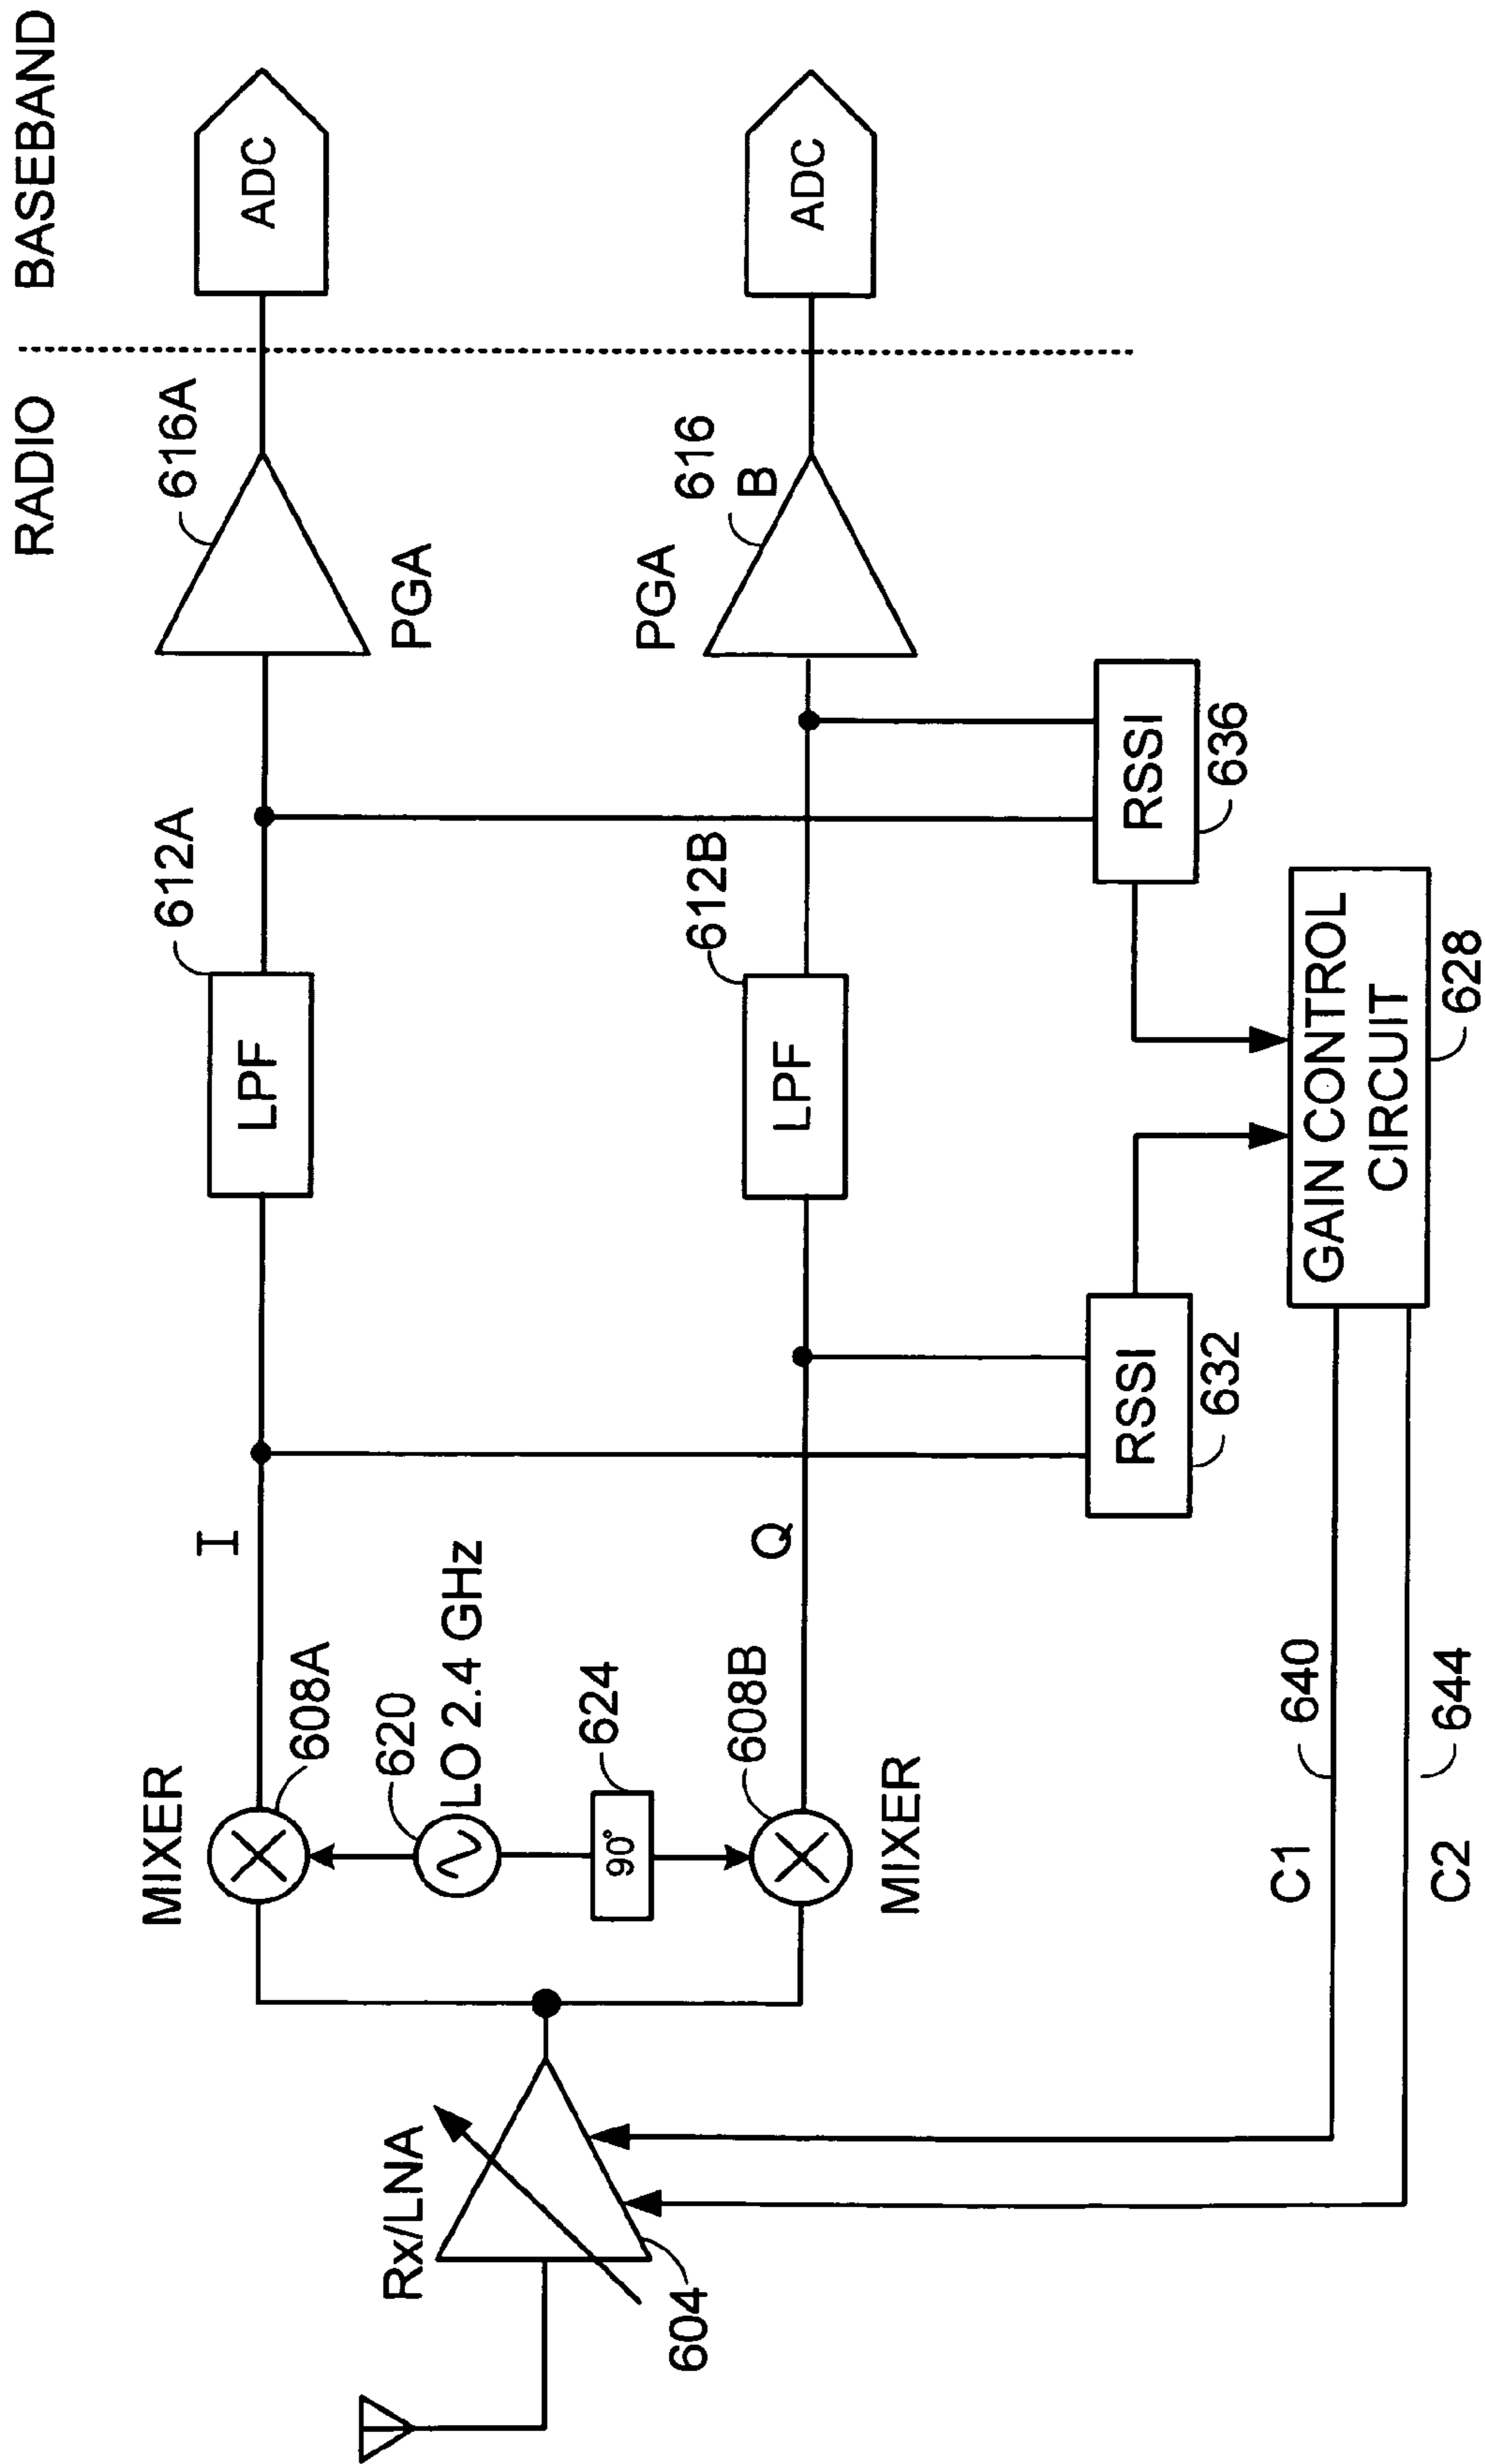 RADIO
BASEBAND
616A
612A
ADC
MIXER
608A
I
LPF
PGA
620
LO 2.4 GHz
Rx/LNA
624
90°
612B
PGA
616
B
ADC
604
608B
Q
LPF
MIXER
RSSI
632
RSSI
636
C1
640
GAIN CONTROL
CIRCUIT
628
C2
644